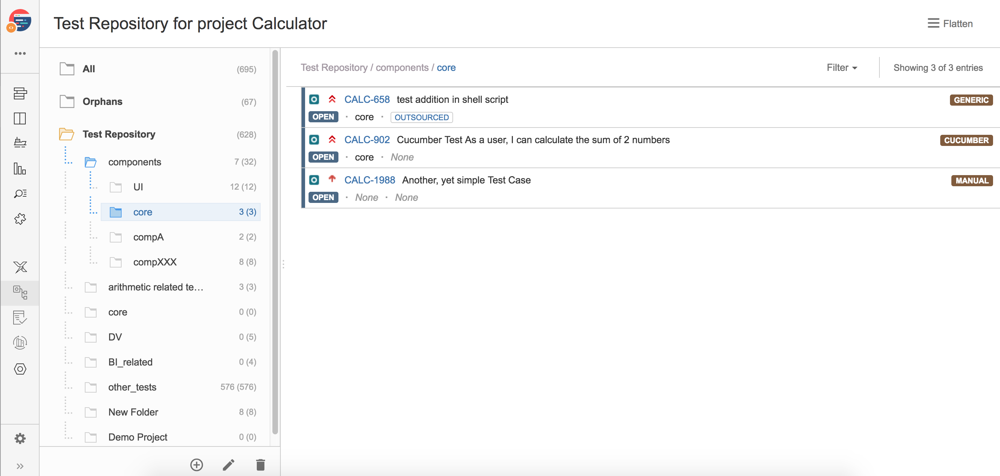 Test Repository for project Calculator
Flatten
All (695)
Orphans (67)
Test Repository (628)
components 7 (32)
UI 12 (12)
core 3 (3)
compA 2 (2)
compXXX 8 (8)
arithmetic related te... 3 (3)
core 0 (0)
DV 0 (5)
BI_related 0 (4)
other_tests 576 (576)
New Folder 8 (8)
Demo Project 0 (0)
Test Repository / components / core
Filter
Showing 3 of 3 entries
CALC-658 test addition in shell script GENERIC
OPEN · core · OUTSOURCED
CALC-902 Cucumber Test As a user, I can calculate the sum of 2 numbers CUCUMBER
OPEN · core · None
CALC-1988 Another, yet simple Test Case MANUAL
OPEN · None · None